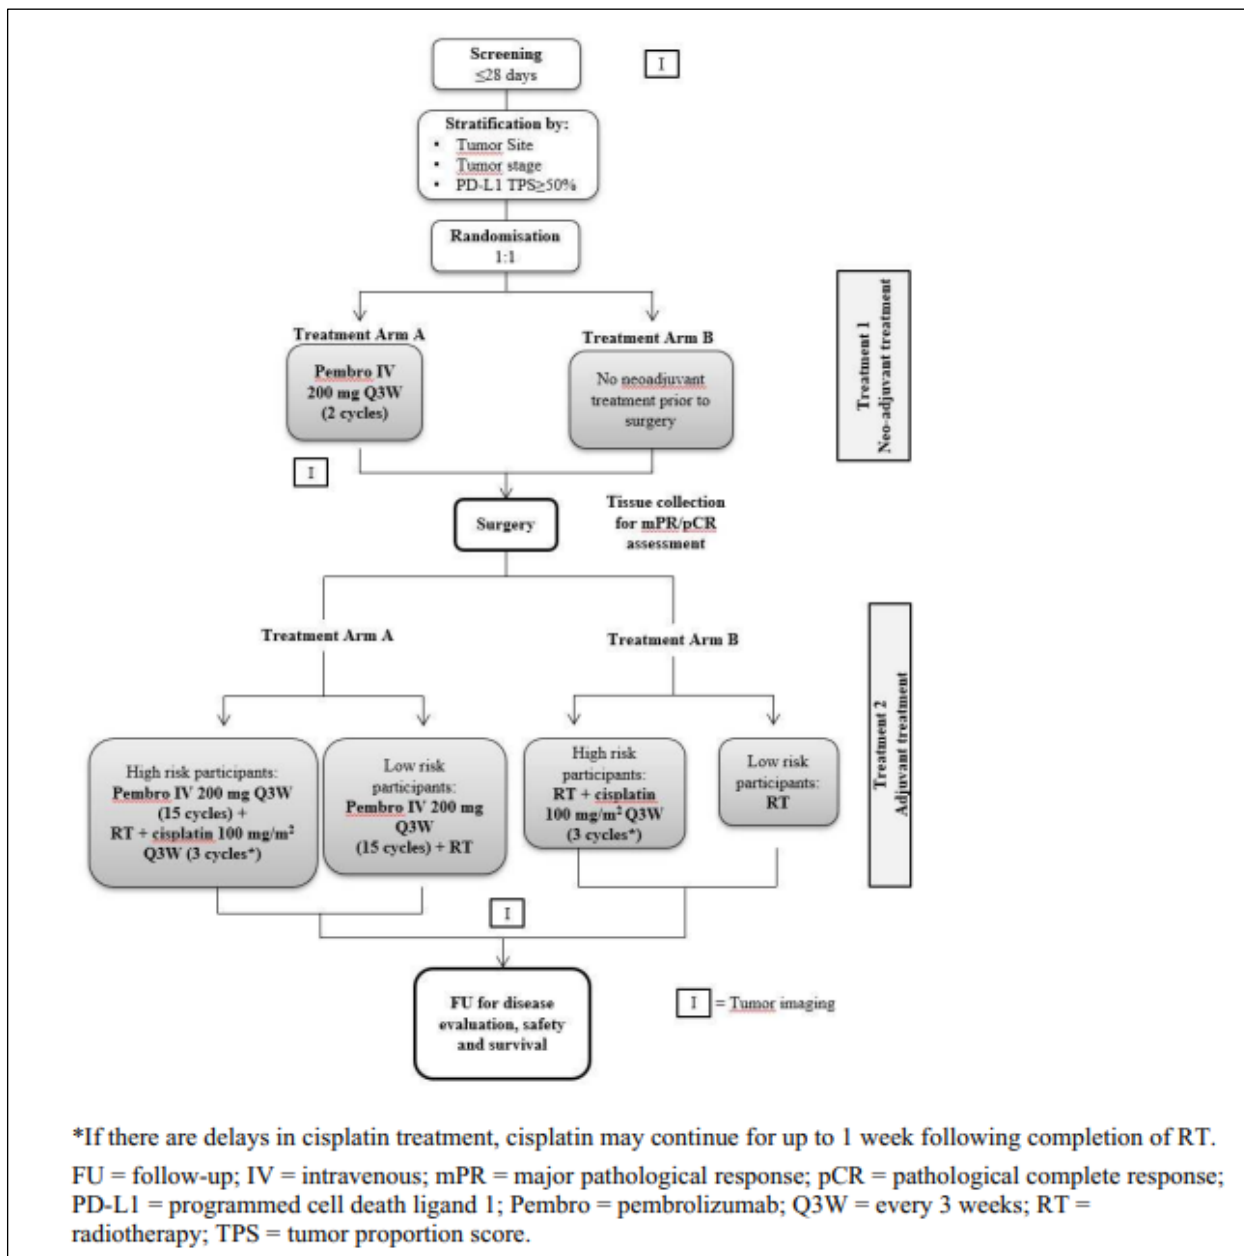 Screening
≤28 days
I
Stratification by:
• Tumor Site
• Tumor stage
• PD-L1 TPS≥50%
Randomisation
1:1
Treatment Arm A
Pembro IV
200 mg Q3W
(2 cycles)
Treatment Arm B
No neoadjuvant
treatment prior to
surgery
Treatment 1
Neo-adjuvant treatment
I
Surgery
Tissue collection
for mPR/pCR
assessment
Treatment Arm A
Treatment Arm B
High risk participants:
Pembro IV 200 mg Q3W
(15 cycles) +
RT + cisplatin 100 mg/m²
Q3W (3 cycles*)
Low risk
participants:
Pembro IV 200 mg
Q3W
(15 cycles) + RT
High risk
participants:
RT + cisplatin
100 mg/m² Q3W
(3 cycles*)
Low risk
participants:
RT
Treatment 2
Adjuvant treatment
I
FU for disease
evaluation, safety
and survival
I = Tumor imaging
*If there are delays in cisplatin treatment, cisplatin may continue for up to 1 week following completion of RT.
FU = follow-up; IV = intravenous; mPR = major pathological response; pCR = pathological complete response;
PD-L1 = programmed cell death ligand 1; Pembro = pembrolizumab; Q3W = every 3 weeks; RT =
radiotherapy; TPS = tumor proportion score.